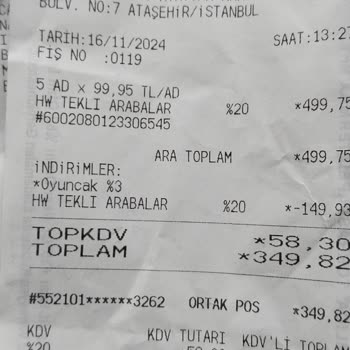 BULV. NO:7 ATAŞEHİR/İSTANBUL
TARİH:16/11/2024 SAAT:13:27
FİŞ NO :0119
5 AD x 99,95 TL/AD
HW TEKLI ARABALAR %20 *499,75
#6002080123306545
ARA TOPLAM *499,75
İNDİRİMLER:
*Oyuncak %3
HW TEKLI ARABALAR %20 *-149,93
TOPKDV *58,30
TOPLAM *349,82
#552101******3262 ORTAK POS *349,82
KDV KDV TUTARI KDV'Lİ TOPLAM
%20